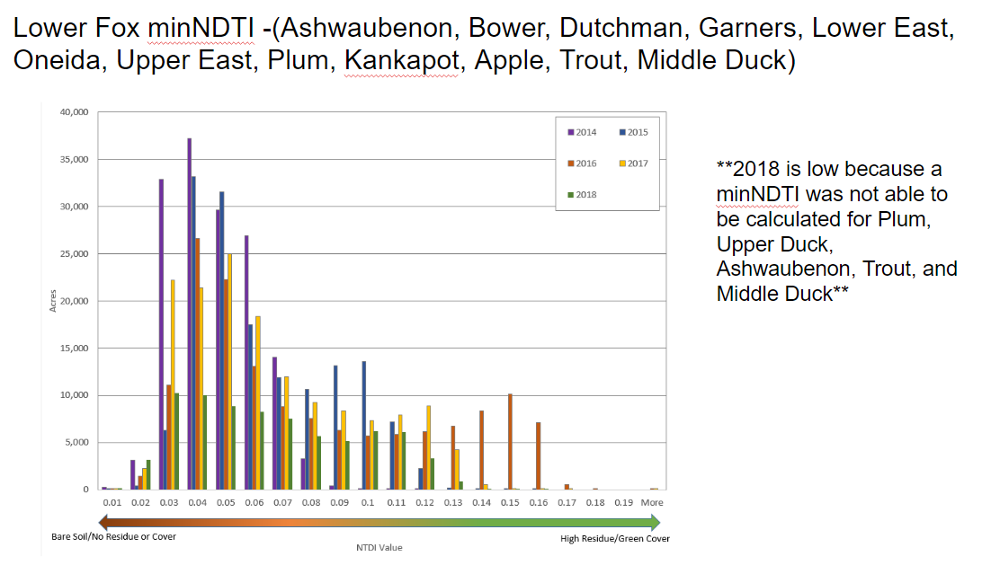 Lower Fox minNDTI -(Ashwaubenon, Bower, Dutchman, Garners, Lower East,
Oneida, Upper East, Plum, Kankapot, Apple, Trout, Middle Duck)
40,000
35,000
30,000
25,000
20,000
15,000
10,000
5,000
0
Acres
2014 2015
2016 2017
2018
0.01 0.02 0.03 0.04 0.05 0.06 0.07 0.08 0.09 0.1 0.11 0.12 0.13 0.14 0.15 0.16 0.17 0.18 0.19 More
Bare Soil/No Residue or Cover
High Residue/Green Cover
NTDI Value
**2018 is low because a
minNDTI was not able to
be calculated for Plum,
Upper Duck,
Ashwaubenon, Trout, and
Middle Duck**